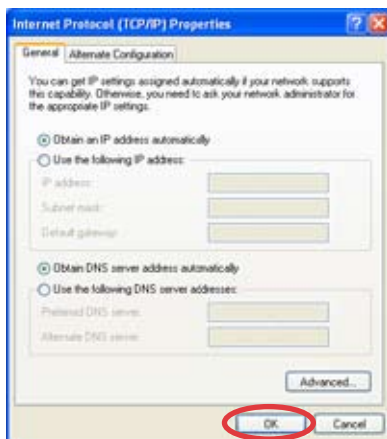 Internet Protocol (TCP/IP) Properties
General
Alternate Configuration
You can get IP settings assigned automatically if your network supports
this capability. Otherwise, you need to ask your network administrator for
the appropriate IP settings.
Obtain an IP address automatically
Use the following IP address:
IP address:
Subnet mask:
Default gateway:
Obtain DNS server address automatically
Use the following DNS server addresses:
Preferred DNS server:
Alternate DNS server:
Advanced...
OK
Cancel